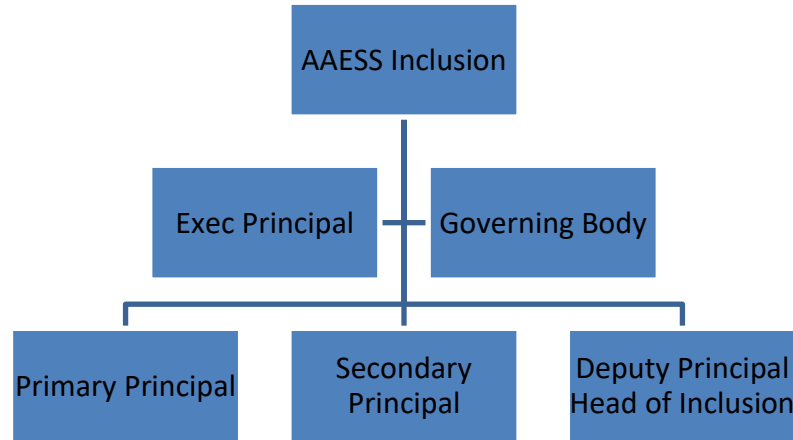 AAESS Inclusion
Exec Principal
Governing Body
Primary Principal
Secondary
Principal
Deputy Principal
Head of Inclusion